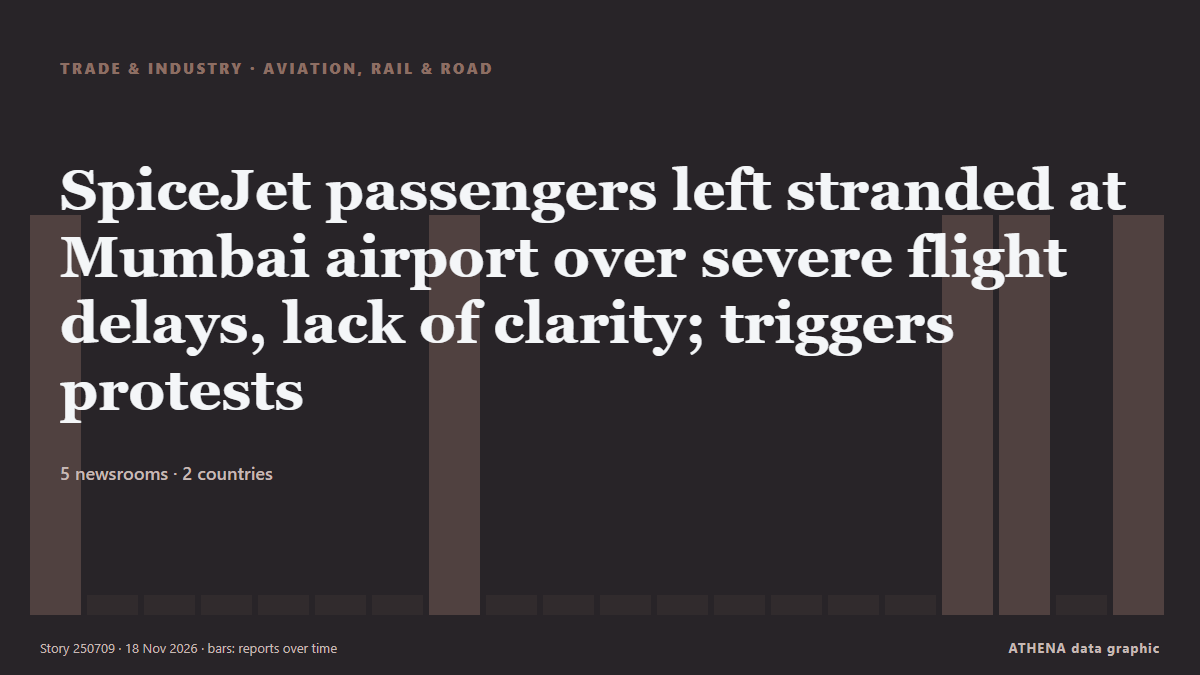 TRADE & INDUSTRY · AVIATION, RAIL & ROAD
SpiceJet passengers left stranded at
Mumbai airport over severe flight
delays, lack of clarity; triggers
protests
5 newsrooms · 2 countries
Story 250709 · 18 Nov 2026 · bars: reports over time
ATHENA data graphic